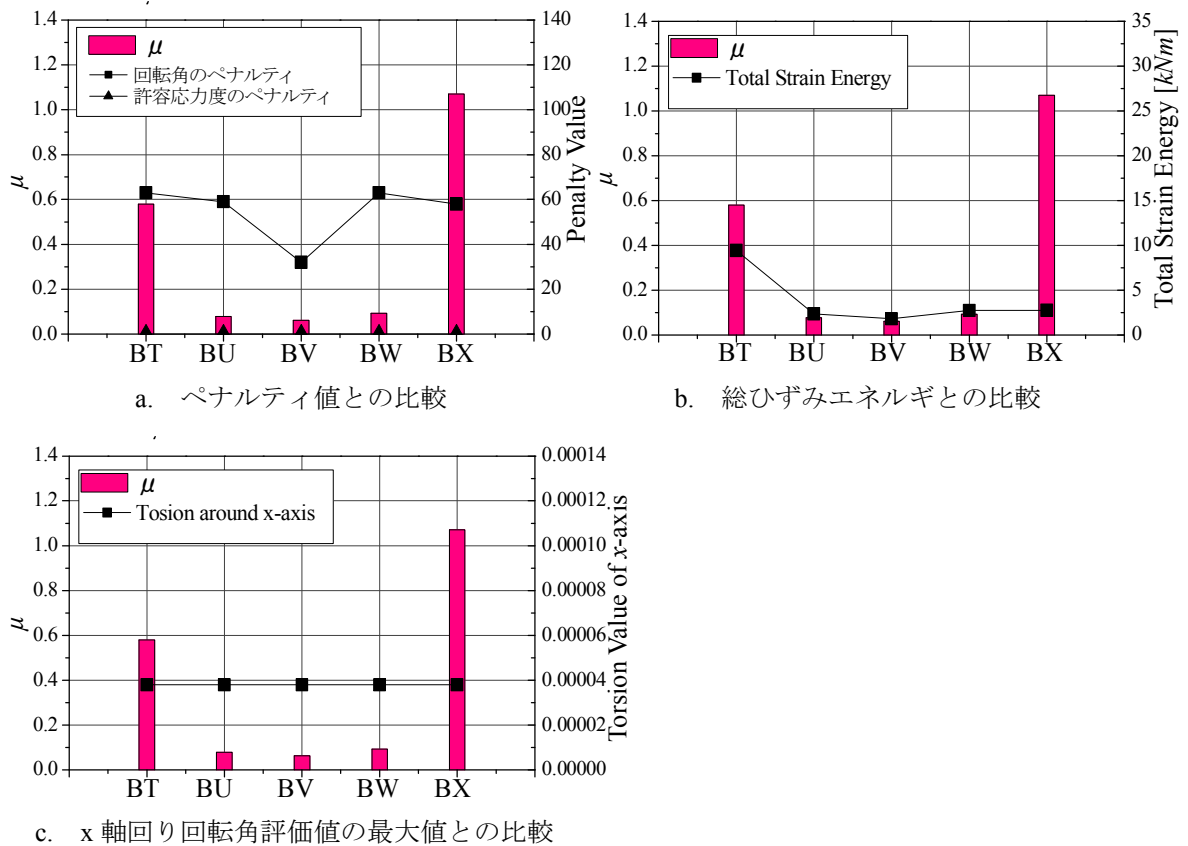 μ
回転角のペナルティ
許容応力度のペナルティ
1.4
1.2
1.0
0.8
0.6
0.4
0.2
0.0
μ
140
120
100
80
60
40
20
0
Penalty Value
BT BU BV BW BX
a. ペナルティ値との比較
μ
Total Strain Energy
1.4
1.2
1.0
0.8
0.6
0.4
0.2
0.0
μ
35
30
25
20
15
10
5
0
Total Strain Energy [kNm]
BT BU BV BW BX
b. 総ひずみエネルギとの比較
μ
Tosion around x-axis
1.4
1.2
1.0
0.8
0.6
0.4
0.2
0.0
μ
0.00014
0.00012
0.00010
0.00008
0.00006
0.00004
0.00002
0.00000
Torsion Value of x-axis
BT BU BV BW BX
c. x 軸回り回転角評価値の最大値との比較